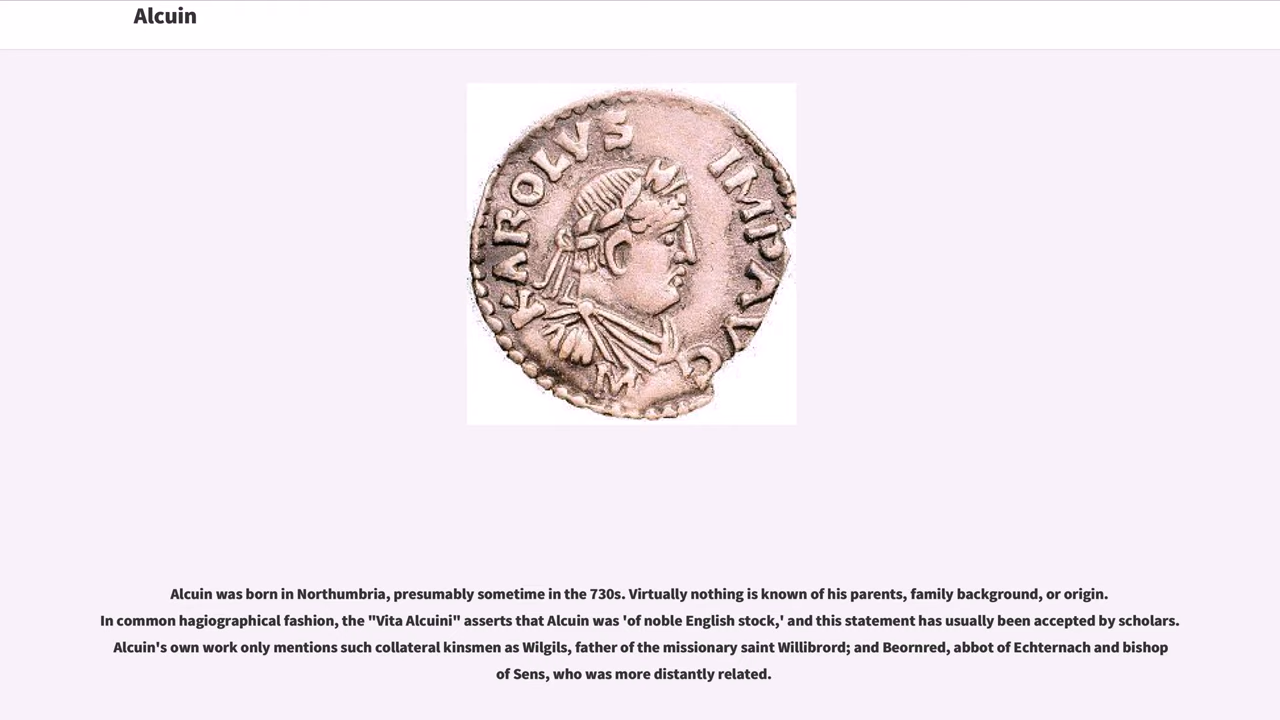 Alcuin
KAROLVS IMP AVG
M
Alcuin was born in Northumbria, presumably sometime in the 730s. Virtually nothing is known of his parents, family background, or origin.
In common hagiographical fashion, the "Vita Alcuini" asserts that Alcuin was 'of noble English stock,' and this statement has usually been accepted by scholars.
Alcuin's own work only mentions such collateral kinsmen as Wilgils, father of the missionary saint Willibrord; and Beornred, abbot of Echternach and bishop
of Sens, who was more distantly related.